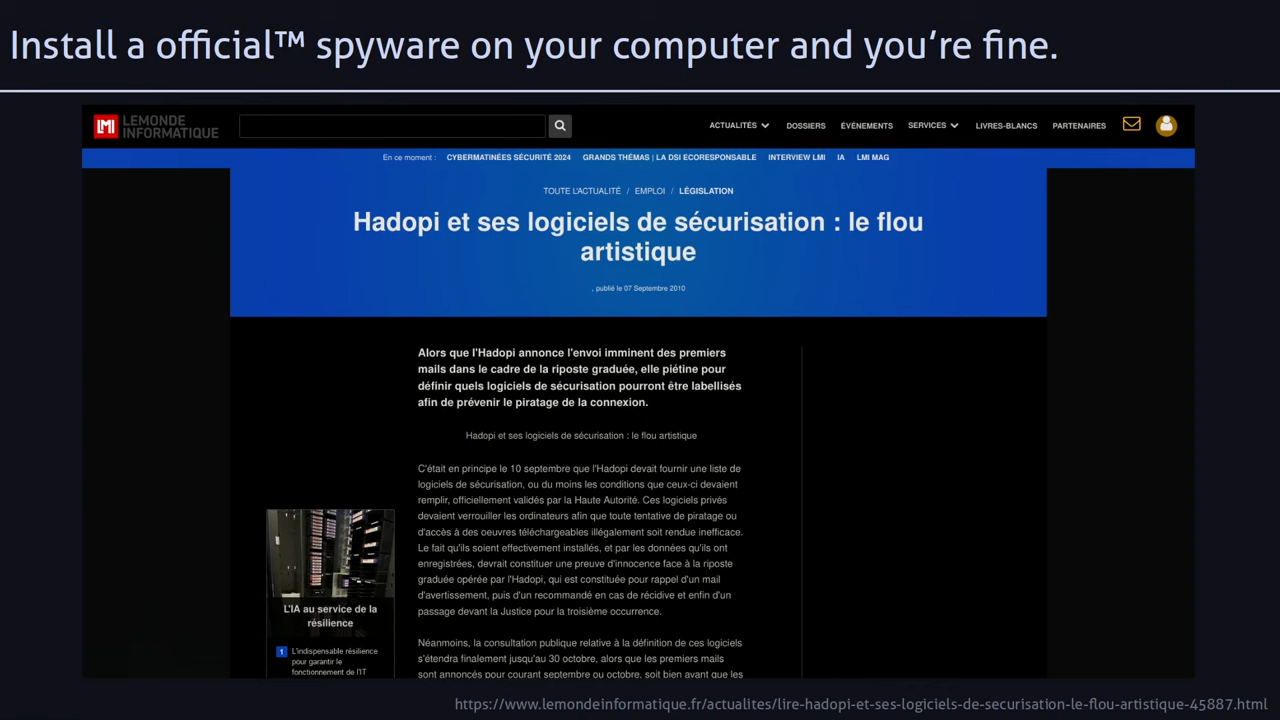 Install a official™ spyware on your computer and you’re fine.
LMI LEMONDE INFORMATIQUE
ACTUALITÉS DOSSIERS ÉVÉNEMENTS SERVICES LIVRES-BLANCS PARTENAIRES
En ce moment : CYBERMATINÉES SÉCURITÉ 2024 GRANDS THÉMAS | LA DSI ECORESPONSABLE INTERVIEW LMI IA LMI MAG
TOUTE L'ACTUALITÉ / EMPLOI / LÉGISLATION
Hadopi et ses logiciels de sécurisation : le flou
artistique
, publié le 07 Septembre 2010
Alors que l'Hadopi annonce l'envoi imminent des premiers
mails dans le cadre de la riposte graduée, elle piétine pour
définir quels logiciels de sécurisation pourront être labellisés
afin de prévenir le piratage de la connexion.
Hadopi et ses logiciels de sécurisation : le flou artistique
C'était en principe le 10 septembre que l'Hadopi devait fournir une liste de
logiciels de sécurisation, ou du moins les conditions que ceux-ci devaient
remplir, officiellement validés par la Haute Autorité. Ces logiciels privés
devaient verrouiller les ordinateurs afin que toute tentative de piratage ou
d'accès à des oeuvres téléchargeables illégalement soit rendue inefficace.
Le fait qu'ils soient effectivement installés, et par les données qu'ils ont
enregistrées, devrait constituer une preuve d'innocence face à la riposte
graduée opérée par l'Hadopi, qui est constituée pour rappel d'un mail
d'avertissement, puis d'un recommandé en cas de récidive et enfin d'un
passage devant la Justice pour la troisième occurrence.
Néanmoins, la consultation publique relative à la définition de ces logiciels
s'étendra finalement jusqu'au 30 octobre, alors que les premiers mails
sont annoncés pour courant septembre ou octobre, soit bien avant que les
L'IA au service de la
résilience
1 L'indispensable résilience
pour garantir le
fonctionnement de l'IT
https://www.lemondeinformatique.fr/actualites/lire-hadopi-et-ses-logiciels-de-securisation-le-flou-artistique-45887.html